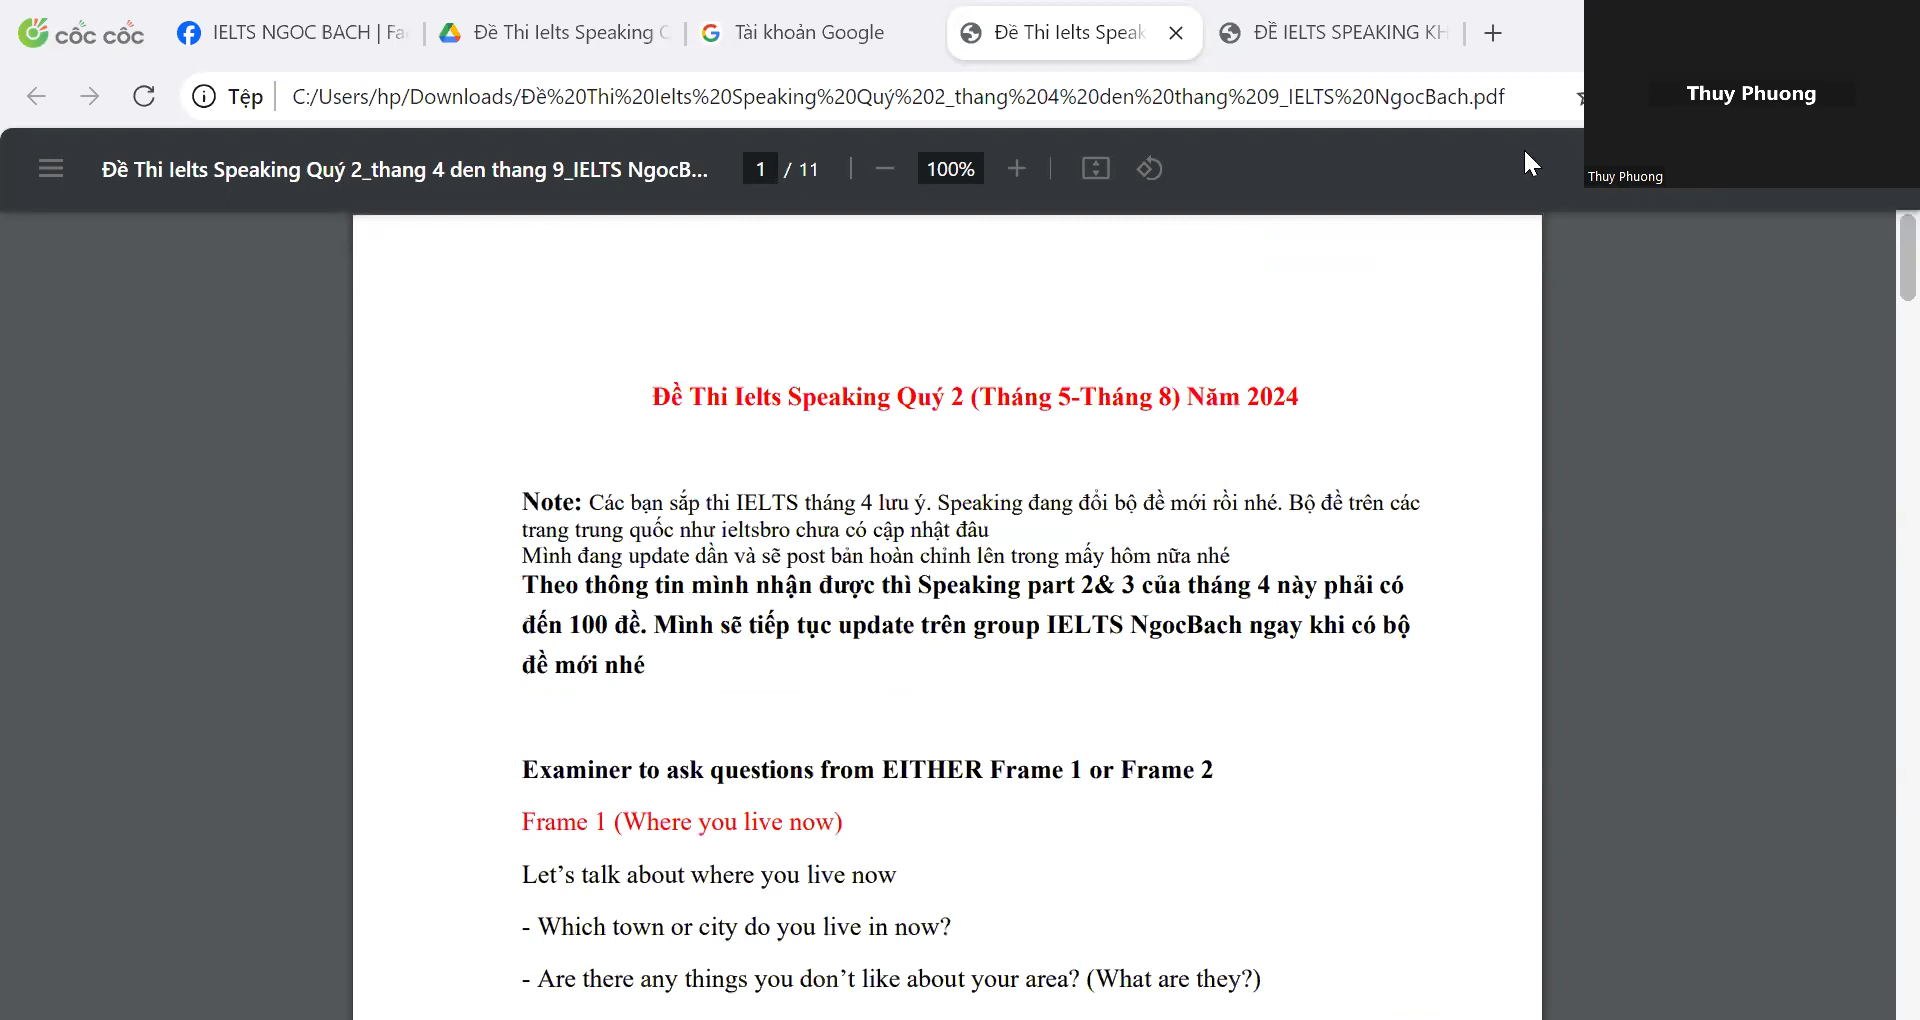 cốc cốc
IELTS NGOC BACH | Fa
Đề Thi Ielts Speaking
Tài khoản Google
Đề Thi Ielts Speak
ĐỀ IELTS SPEAKING KH
Tệp
C:/Users/hp/Downloads/Đề%20Thi%20Ielts%20Speaking%20Quý%202_thang%204%20den%20thang%209_IELTS%20NgocBach.pdf
Thuy Phuong
Thuy Phuong
Đề Thi Ielts Speaking Quý 2_thang 4 den thang 9_IELTS NgocB...
1 / 11
100%
Đề Thi Ielts Speaking Quý 2 (Tháng 5-Tháng 8) Năm 2024
Note: Các bạn sắp thi IELTS tháng 4 lưu ý. Speaking đang đổi bộ đề mới rồi nhé. Bộ đề trên các
trang trung quốc như ieltsbro chưa có cập nhật đâu
Mình đang update dần và sẽ post bản hoàn chỉnh lên trong mấy hôm nữa nhé
Theo thông tin mình nhận được thì Speaking part 2& 3 của tháng 4 này phải có
đến 100 đề. Mình sẽ tiếp tục update trên group IELTS NgocBach ngay khi có bộ
đề mới nhé
Examiner to ask questions from EITHER Frame 1 or Frame 2
Frame 1 (Where you live now)
Let’s talk about where you live now
- Which town or city do you live in now?
- Are there any things you don’t like about your area? (What are they?)